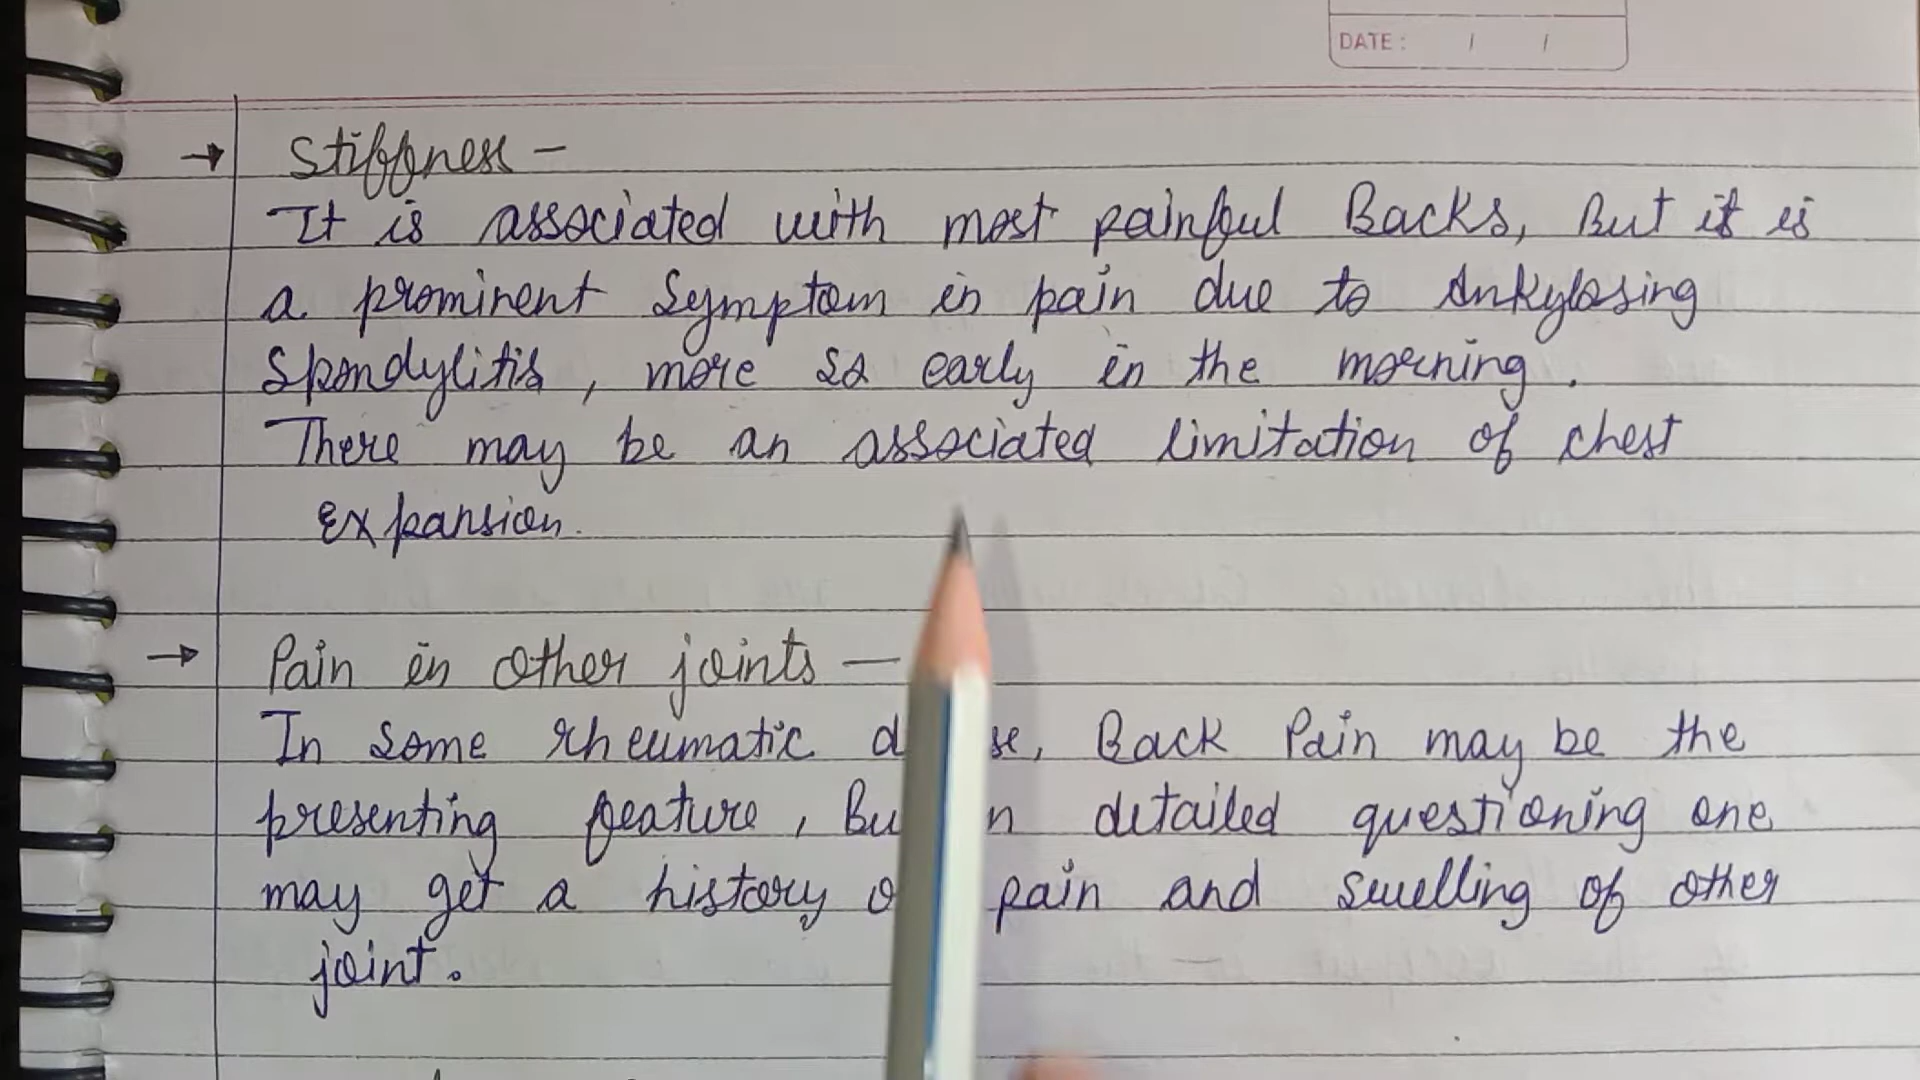 DATE: / /
→ Stiffness -
It is associated with most painful Backs, But it is
a prominent symptom in pain due to Ankylosing
Spondylitis, more so early in the morning.
There may be an associated limitation of chest
Expansion.
→ Pain in other joints —
In some rheumatic Back Pain may be the
presenting feature, detailed questioning one
may get a history pain and swelling of other
joint.